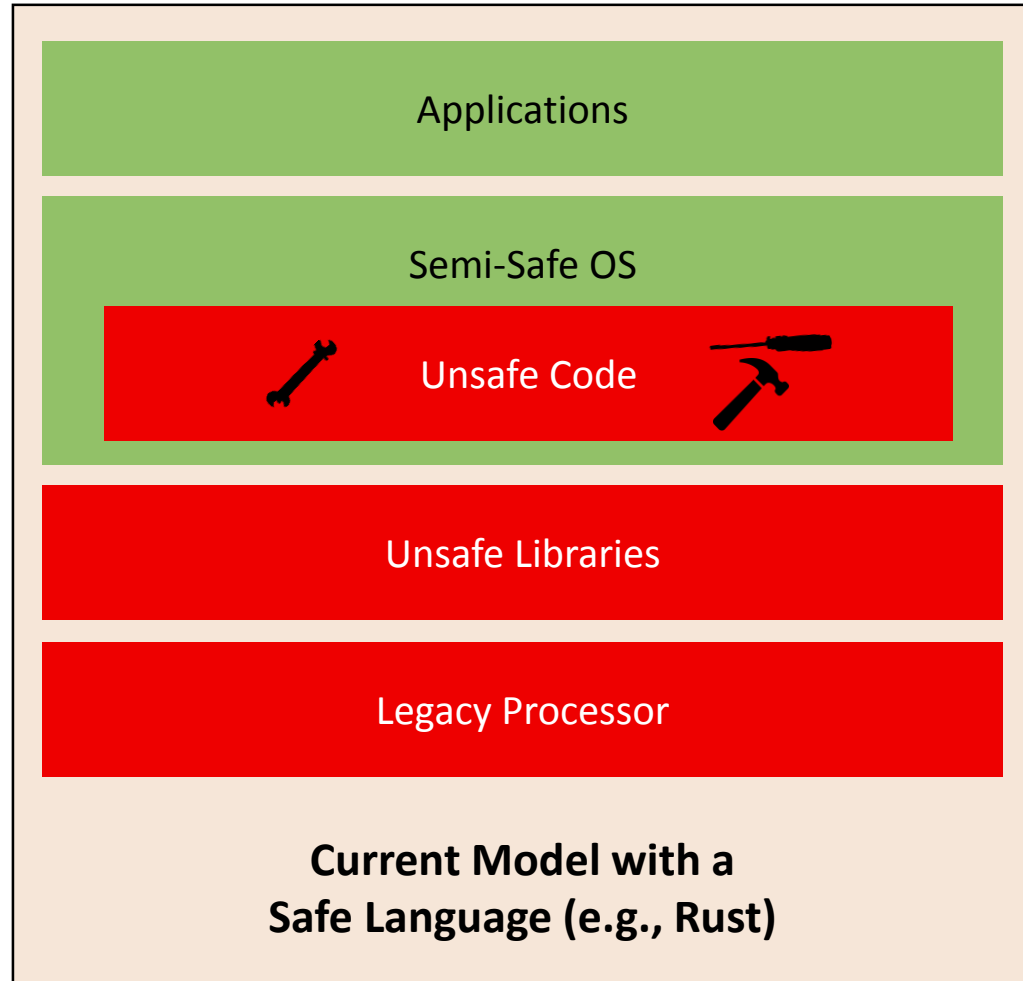 Applications
Semi-Safe OS
Unsafe Code
Unsafe Libraries
Legacy Processor
Current Model with a
Safe Language (e.g., Rust)